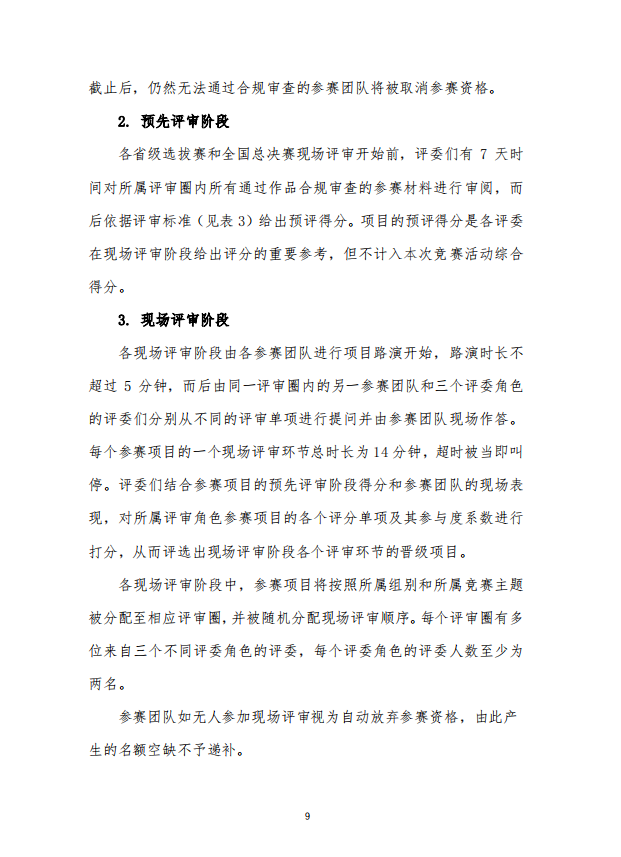 截止后，仍然无法通过合规审查的参赛团队将被取消参赛资格。
2. 预先评审阶段
各省级选拔赛和全国总决赛现场评审开始前，评委们有 7 天时
间对所属评审圈内所有通过作品合规审查的参赛材料进行审阅，而
后依据评审标准（见表 3）给出预评得分。项目的预评得分是各评委
在现场评审阶段给出评分的重要参考，但不计入本次竞赛活动综合
得分。
3. 现场评审阶段
各现场评审阶段由各参赛团队进行项目路演开始，路演时长不
超过 5 分钟，而后由同一评审圈内的另一参赛团队和三个评委角色
的评委们分别从不同的评审单项进行提问并由参赛团队现场作答。
每个参赛项目的一个现场评审环节总时长为 14 分钟，超时被当即叫
停。评委们结合参赛项目的预先评审阶段得分和参赛团队的现场表
现，对所属评审角色参赛项目的各个评分单项及其参与度系数进行
打分，从而评选出现场评审阶段各个评审环节的晋级项目。
各现场评审阶段中，参赛项目将按照所属组别和所属竞赛主题
被分配至相应评审圈，并被随机分配现场评审顺序。每个评审圈有多
位来自三个不同评委角色的评委，每个评委角色的评委人数至少为
两名。
参赛团队如无人参加现场评审视为自动放弃参赛资格，由此产
生的名额空缺不予递补。
9